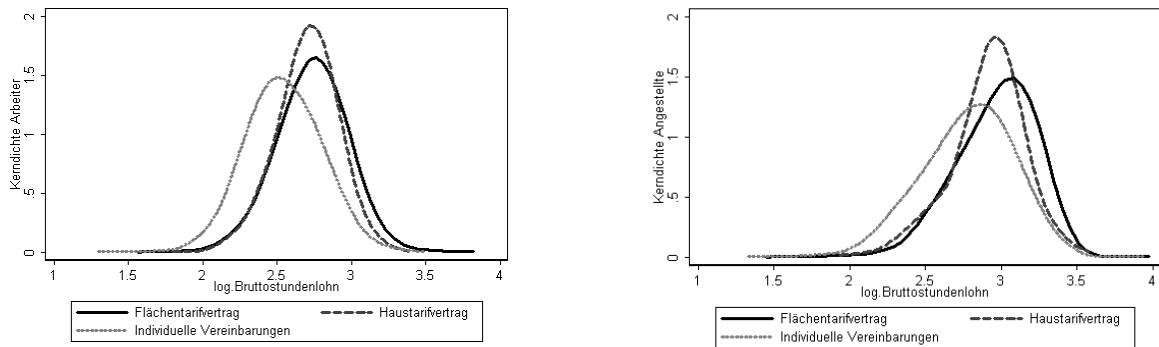 Kerndichte Arbeiter
2
1.5
1
.5
0
1 1.5 2 2.5 3 3.5 4
log.Bruttostundenlohn
Flächentarifvertrag Haustarifvertrag
Individuelle Vereinbarungen
Kerndichte Angestellte
2
1.5
1
.5
0
1 1.5 2 2.5 3 3.5 4
log.Bruttostundenlohn
Flächentarifvertrag Haustarifvertrag
Individuelle Vereinbarungen